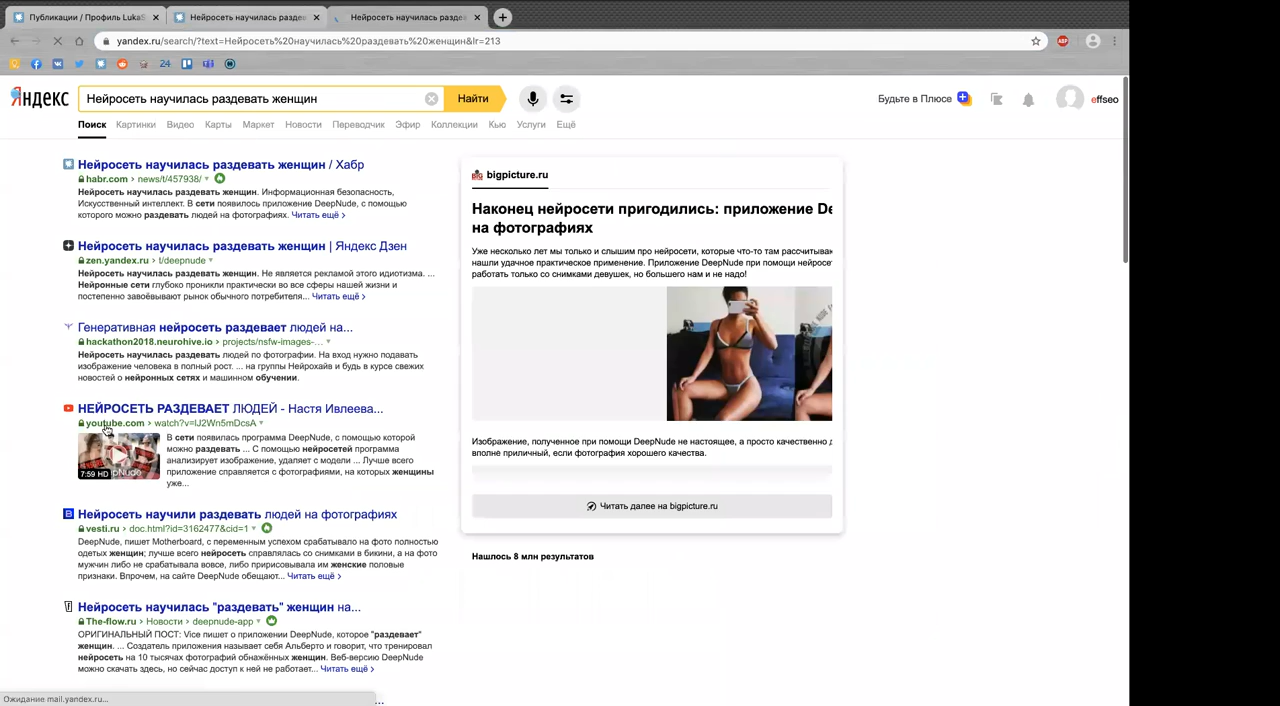 Публикации / Профиль Luka
Нейросеть научилась раздев
Нейросеть научилась раздев
yandex.ru/search/?text=Нейросеть%20научилась%20раздевать%20женщин&lr=213
ABP
24
Яндекс
Нейросеть научилась раздевать женщин
Найти
Будьте в Плюсе
effseo
Поиск Картинки Видео Карты Маркет Новости Переводчик Эфир Коллекции Кью Услуги Ещё
Нейросеть научилась раздевать женщин / Хабр
habr.com › news/t/457938/
Нейросеть научилась раздевать женщин. Информационная безопасность,
Искусственный интеллект. В сети появилось приложение DeepNude, с помощью
которого можно раздевать людей на фотографиях. Читать ещё ›
Нейросеть научилась раздевать женщин | Яндекс Дзен
zen.yandex.ru › t/deepnude
Нейросеть научилась раздевать женщин. Не является рекламой этого идиотизма. ...
Нейронные сети глубоко проникли практически во все сферы нашей жизни и
постепенно завоёвывают рынок обычного потребителя... Читать ещё ›
Генеративная нейросеть раздевает людей на...
hackathon2018.neurohive.io › projects/nsfw-images-...
Нейросеть научилась раздевать людей по фотографии. На вход нужно подавать
изображение человека в полный рост. ... на группы Нейрохайв и будь в курсе свежих
новостей о нейронных сетях и машинном обучении.
НЕЙРОСЕТЬ РАЗДЕВАЕТ ЛЮДЕЙ - Настя Ивлеева...
youtube.com › watch?v=lJ2Wn5mDcsA
В сети появилась программа DeepNude, с помощью которой
можно раздевать ... С помощью нейросетей программа
анализирует изображение, удаляет с модели ... Лучше всего
приложение справляется с фотографиями, на которых женщины
уже...
7:59 HD
pNude
Нейросеть научили раздевать людей на фотографиях
vesti.ru › doc.html?id=3162477&cid=1
DeepNude, пишет Motherboard, с переменным успехом срабатывало на фото полностью
одетых женщин; лучше всего нейросеть справлялась со снимками в бикини, а на фото
мужчин либо не срабатывала вовсе, либо пририсовывала им женские половые
признаки. Впрочем, на сайте DeepNude обещают... Читать ещё ›
Нейросеть научилась "раздевать" женщин на...
The-flow.ru › Новости › deepnude-app
ОРИГИНАЛЬНЫЙ ПОСТ: Vice пишет о приложении DeepNude, которое "раздевает"
женщин. ... Создатель приложения называет себя Альберто и говорит, что тренировал
нейросеть на 10 тысячах фотографий обнажённых женщин. Веб-версию DeepNude
можно скачать здесь, но сейчас доступ к ней не работает... Читать ещё ›
bigpicture.ru
Наконец нейросети пригодились: приложение De
на фотографиях
Уже несколько лет мы только и слышим про нейросети, которые что-то там рассчитываю
нашли удачное практическое применение. Приложение DeepNude при помощи нейросет
работать только со снимками девушек, но большего нам и не надо!
Изображение, полученное при помощи DeepNude не настоящее, а просто качественно д
вполне приличный, если фотография хорошего качества.
Читать далее на bigpicture.ru
Нашлось 8 млн результатов
Ожидание mail.yandex.ru...